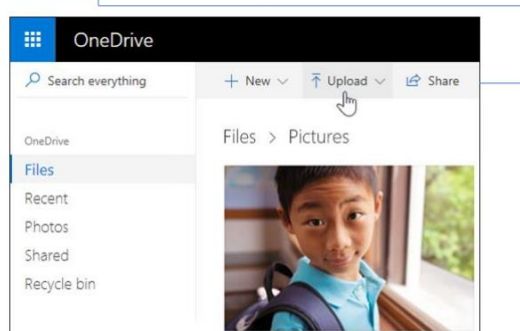 OneDrive
Search everything
+ New Upload Share
OneDrive
Files > Pictures
Files
Recent
Photos
Shared
Recycle bin